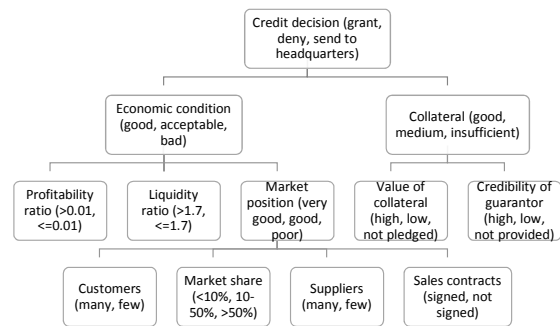 Credit decision (grant,
deny, send to
headquarters)
Economic condition
(good, acceptable,
bad)
Collateral (good,
medium, insufficient)
Profitability
ratio (>0.01,
<=0.01)
Liquidity
ratio (>1.7,
<=1.7)
Market
position (very
good, good,
poor)
Value of
collateral
(high, low,
not pledged)
Credibility of
guarantor
(high, low,
not provided)
Customers
(many, few)
Market share
(<10%, 10-
50%, >50%)
Suppliers
(many, few)
Sales contracts
(signed, not
signed)